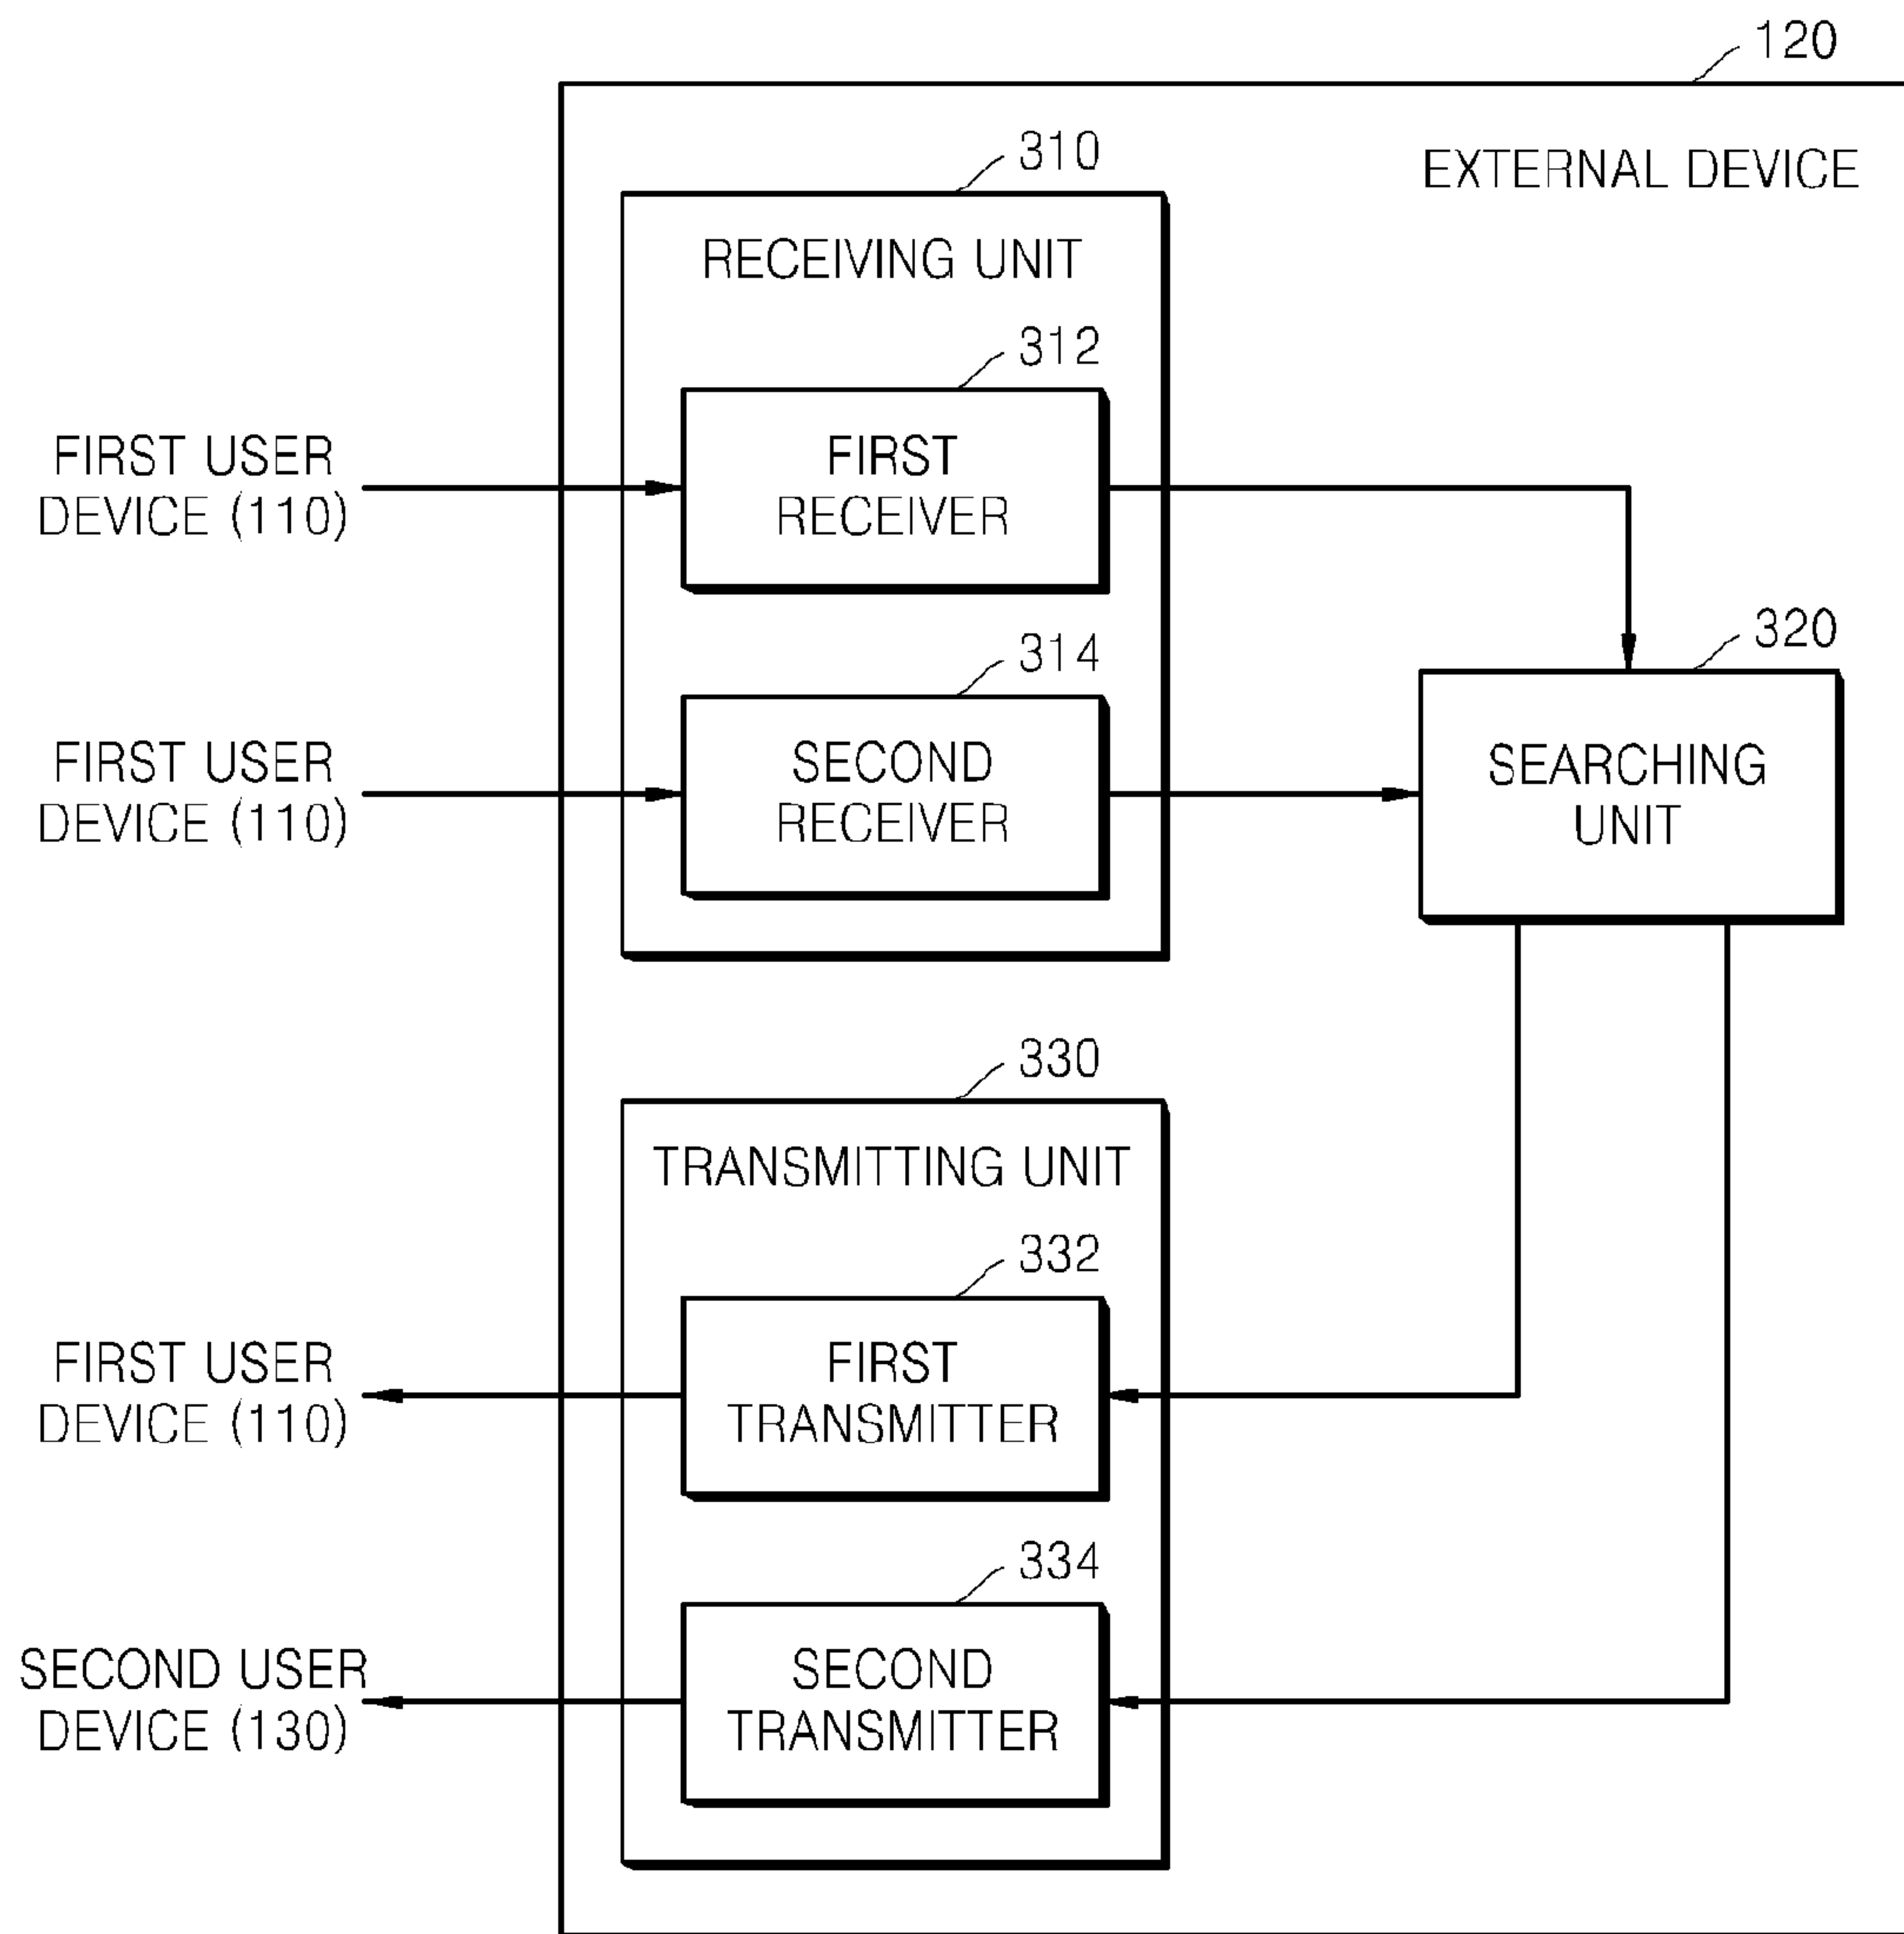 120
EXTERNAL DEVICE
310
RECEIVING UNIT
312
FIRST USER
DEVICE (110)
FIRST
RECEIVER
314
320
FIRST USER
DEVICE (110)
SECOND
RECEIVER
SEARCHING
UNIT
330
TRANSMITTING UNIT
332
FIRST USER
DEVICE (110)
FIRST
TRANSMITTER
334
SECOND USER
DEVICE (130)
SECOND
TRANSMITTER